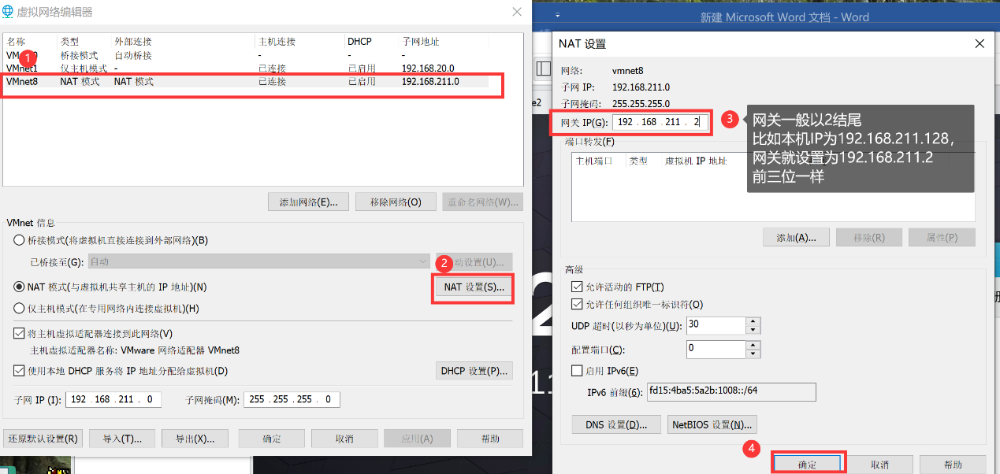 虚拟网络编辑器
名称 类型 外部连接 主机连接 DHCP 子网地址
桥接模式 自动桥接 - - -
1
VMnet1 仅主机模式 - 已连接 已启用 192.168.20.0
VMnet8 NAT 模式 NAT 模式 已连接 已启用 192.168.211.0
添加网络(E)... 移除网络(O) 重命名网络(W)...
VMnet 信息
桥接模式(将虚拟机直接连接到外部网络)(B)
已桥接至(G): 自动 动设置(U)...
2
NAT 模式(与虚拟机共享主机的 IP 地址)(N) NAT 设置(S)...
仅主机模式(在专用网络内连接虚拟机)(H)
将主机虚拟适配器连接到此网络(V)
主机虚拟适配器名称: VMware 网络适配器 VMnet8
使用本地 DHCP 服务将 IP 地址分配给虚拟机(D) DHCP 设置(P)...
子网 IP (I): 192 . 168 . 211 . 0 子网掩码(M): 255 . 255 . 255 . 0
还原默认设置(R) 导入(T)... 导出(X)... 确定 取消 应用(A) 帮助
新建 Microsoft Word 文档 - Word
e2
NAT 设置
网络: vmnet8
子网 IP: 192.168.211.0
子网掩码: 255.255.255.0
网关 IP(G): 192 . 168 . 211 . 2
3
网关一般以2结尾
比如本机IP为192.168.211.128,
网关就设置为192.168.211.2
前三位一样
端口转发(F)
主机端口 类型 虚拟机 IP 地址
添加(A)... 移除(R) 属性(P)
高级
允许活动的 FTP(T)
允许任何组织唯一标识符(O)
UDP 超时(以秒为单位)(U): 30
配置端口(C): 0
启用 IPv6(E)
IPv6 前缀(6): fd15:4ba5:5a2b:1008::/64
DNS 设置(D)... NetBIOS 设置(N)...
4
确定 取消 帮助